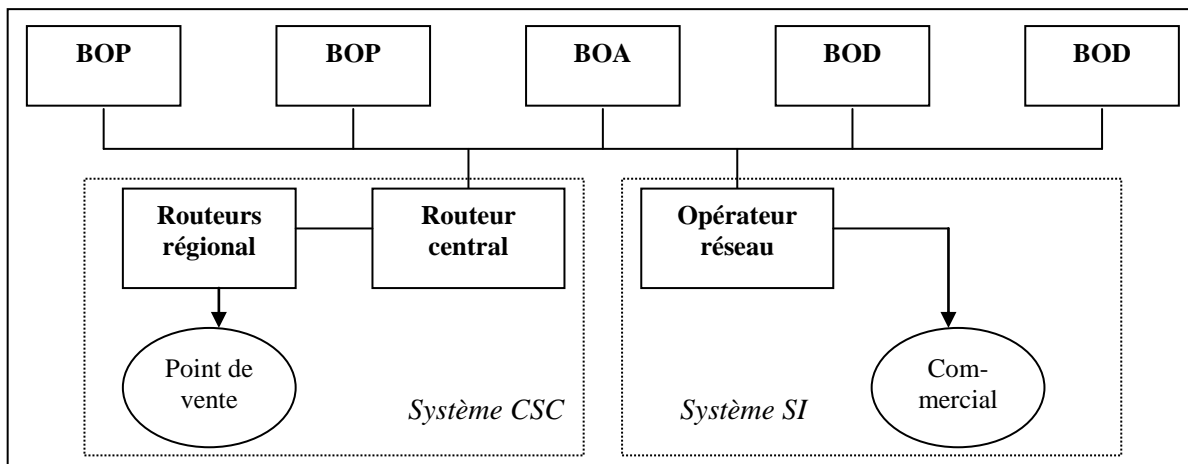 BOP
BOP
BOA
BOD
BOD
Routeurs
régional
Routeur
central
Opérateur
réseau
Point de
vente
Système CSC
Système SI
Com-
mercial